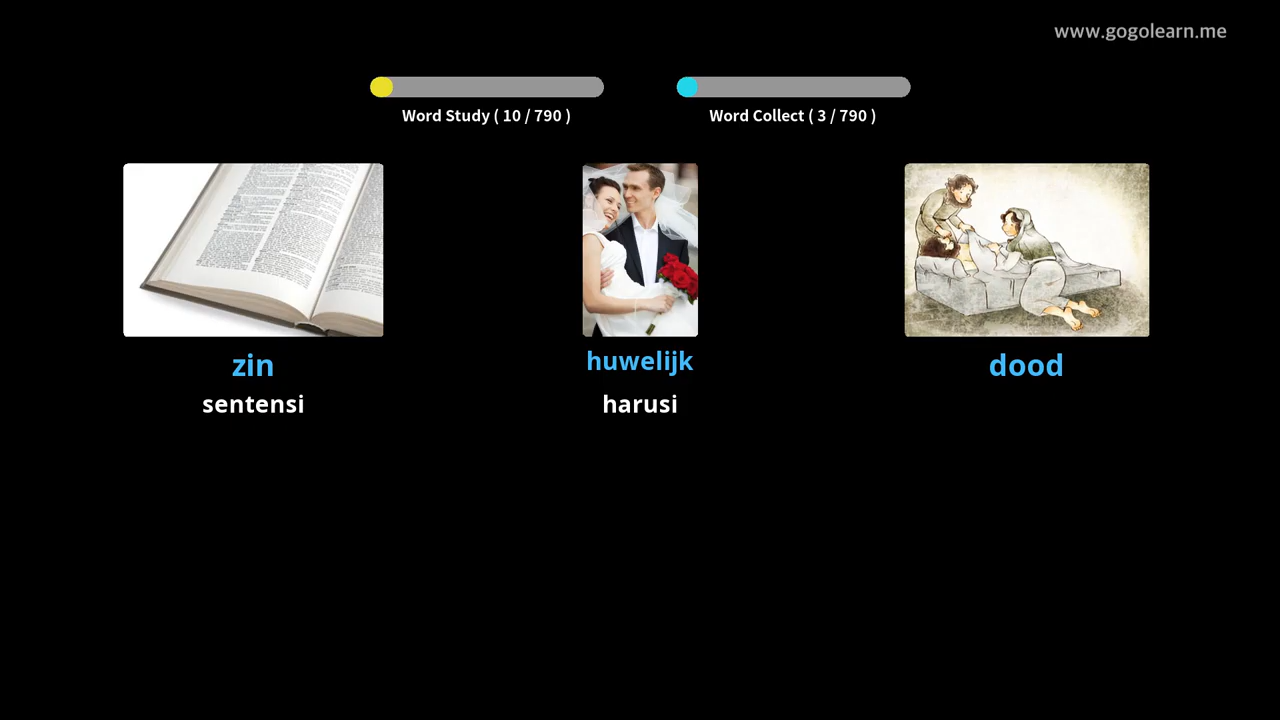 www.gogolearn.me
Word Study ( 10 / 790 )
Word Collect ( 3 / 790 )
zin
huwelijk
dood
sentensi
harusi